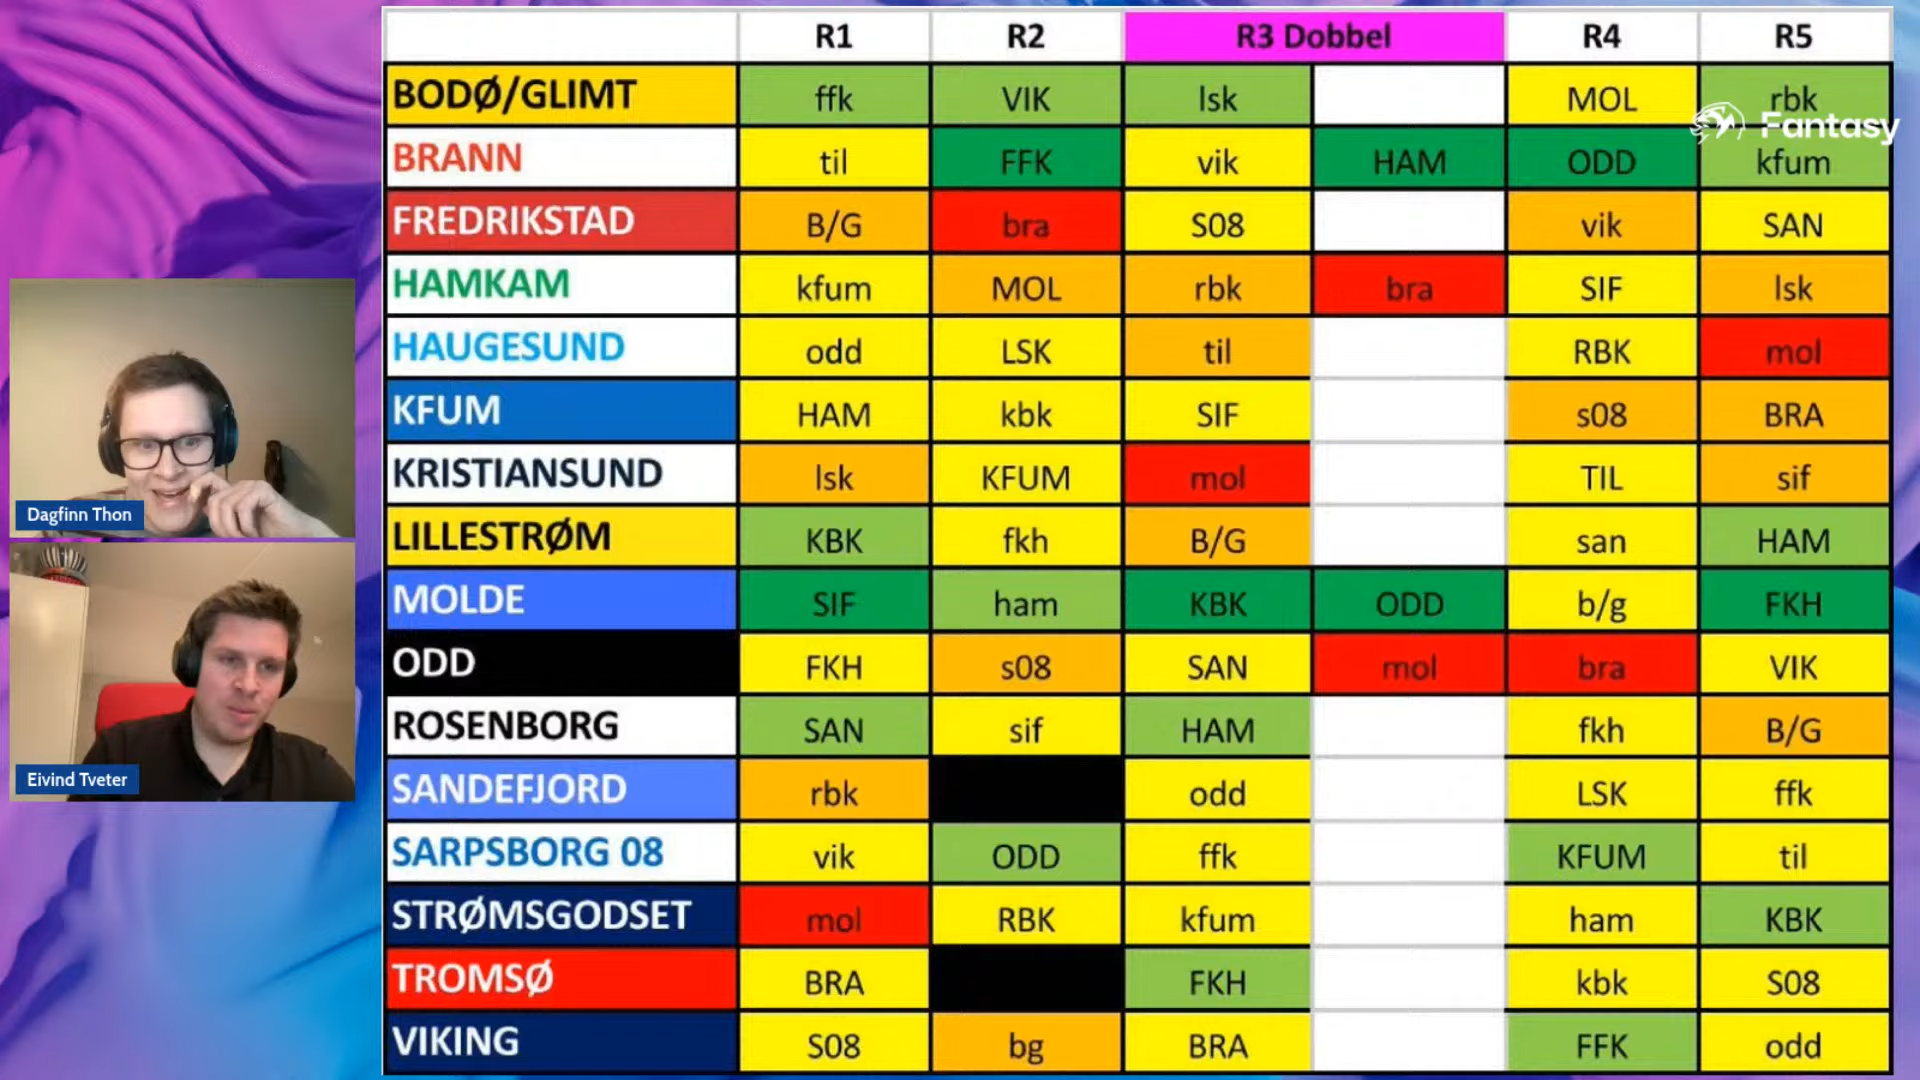 R1 R2 R3 Dobbel R4 R5
BODØ/GLIMT ffk VIK lsk MOL rbk
Fantasy
BRANN til FFK vik HAM ODD kfum
FREDRIKSTAD B/G bra S08 vik SAN
HAMKAM kfum MOL rbk bra SIF lsk
HAUGESUND odd LSK til RBK mol
KFUM HAM kbk SIF s08 BRA
KRISTIANSUND lsk KFUM mol TIL sif
LILLESTRØM KBK fkh B/G san HAM
MOLDE SIF ham KBK ODD b/g FKH
ODD FKH s08 SAN mol bra VIK
ROSENBORG SAN sif HAM fkh B/G
SANDEFJORD rbk odd LSK ffk
SARPSBORG 08 vik ODD ffk KFUM til
STRØMSGODSET mol RBK kfum ham KBK
TROMSØ BRA FKH kbk S08
VIKING S08 bg BRA FFK odd
Dagfinn Thon
Eivind Tveter